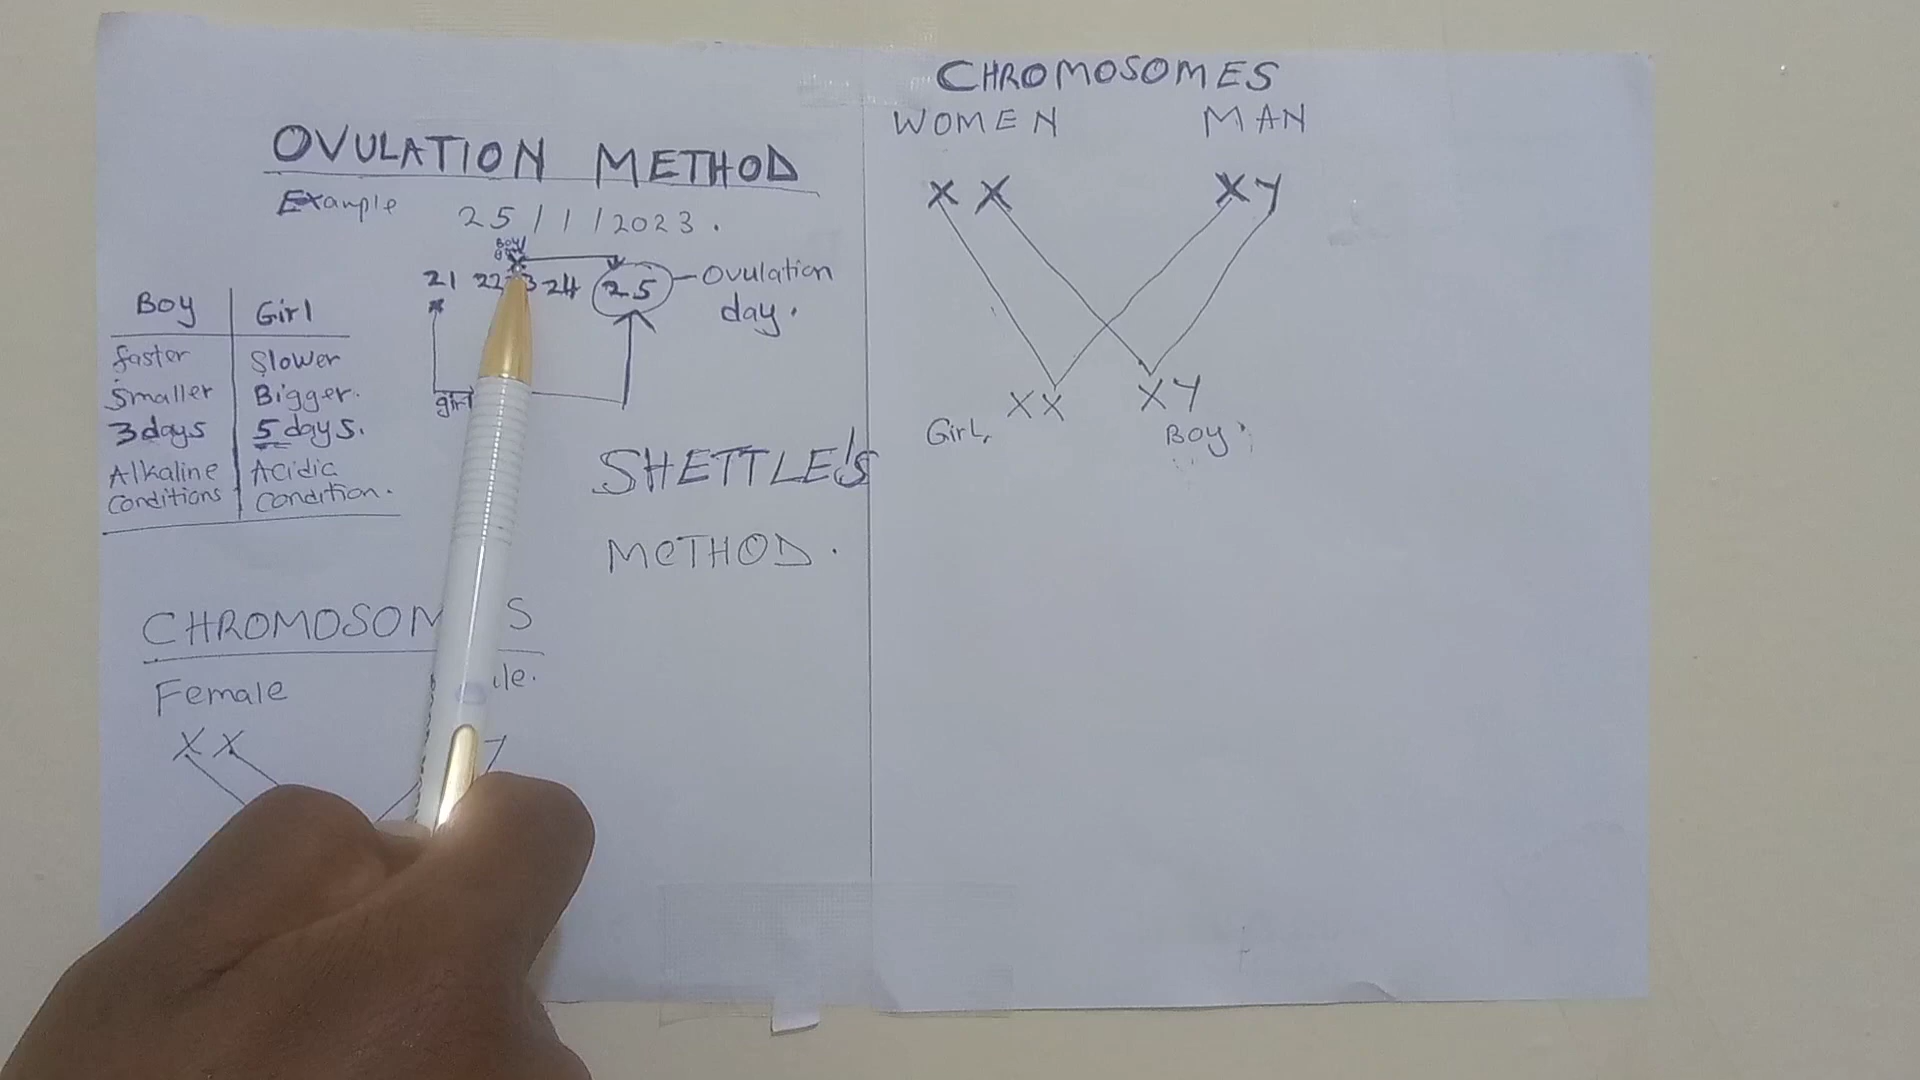 OVULATION METHOD
Example 25/1/2023.
Boy
21 22 24 25 Ovulation
day.
girl
Boy Girl
faster Slower
Smaller Bigger.
3 days 5 days.
Alkaline Acidic
Conditions Condition.
SHETTLE'S
METHOD.
CHROMOSOMES
Female
XX
CHROMOSOMES
WOMEN MAN
XX XY
XX XY
Girl, Boy